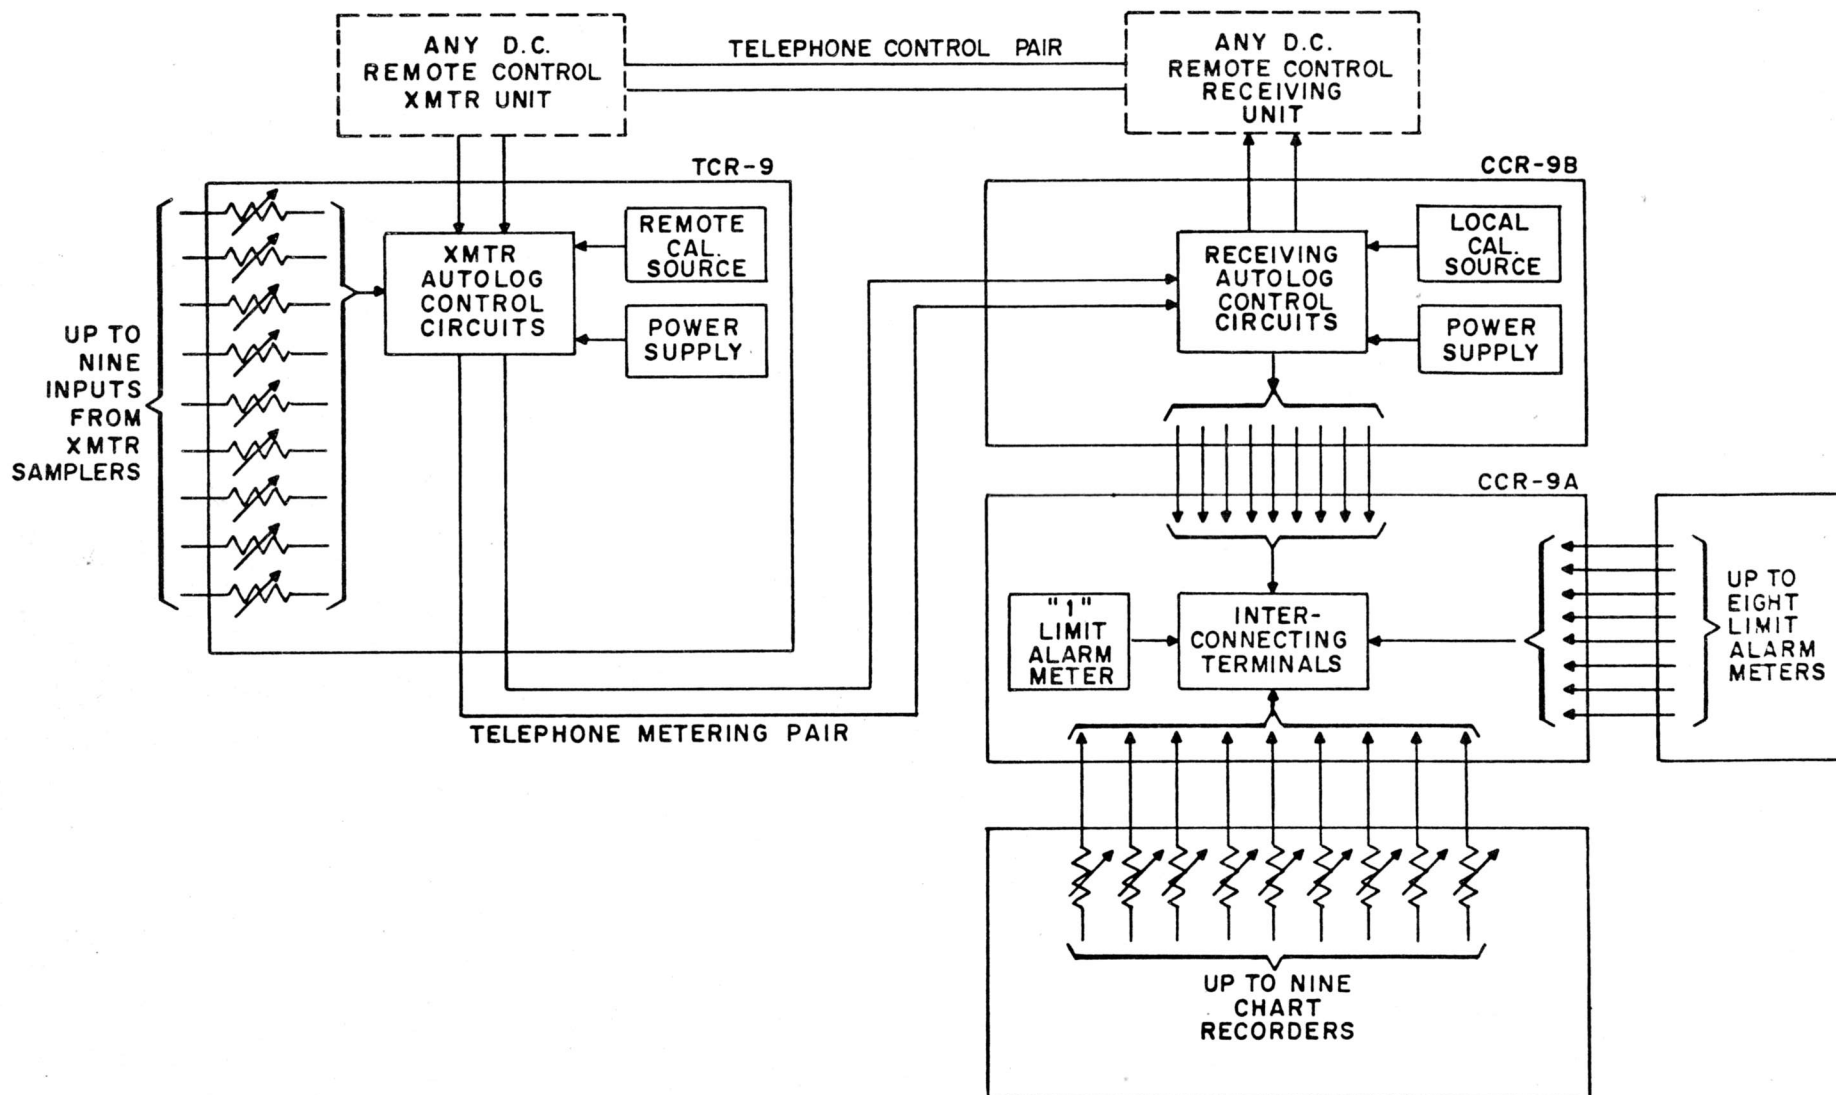 ANY D.C.
REMOTE CONTROL
XMTR UNIT
TELEPHONE CONTROL PAIR
ANY D.C.
REMOTE CONTROL
RECEIVING
UNIT
TCR-9
REMOTE
CAL.
SOURCE
XMTR
AUTOLOG
CONTROL
CIRCUITS
POWER
SUPPLY
UP TO
NINE
INPUTS
FROM
XMTR
SAMPLERS
TELEPHONE METERING PAIR
CCR-9B
RECEIVING
AUTOLOG
CONTROL
CIRCUITS
LOCAL
CAL.
SOURCE
POWER
SUPPLY
CCR-9A
"1"
LIMIT
ALARM
METER
INTER-
CONNECTING
TERMINALS
UP TO
EIGHT
LIMIT
ALARM
METERS
UP TO NINE
CHART
RECORDERS